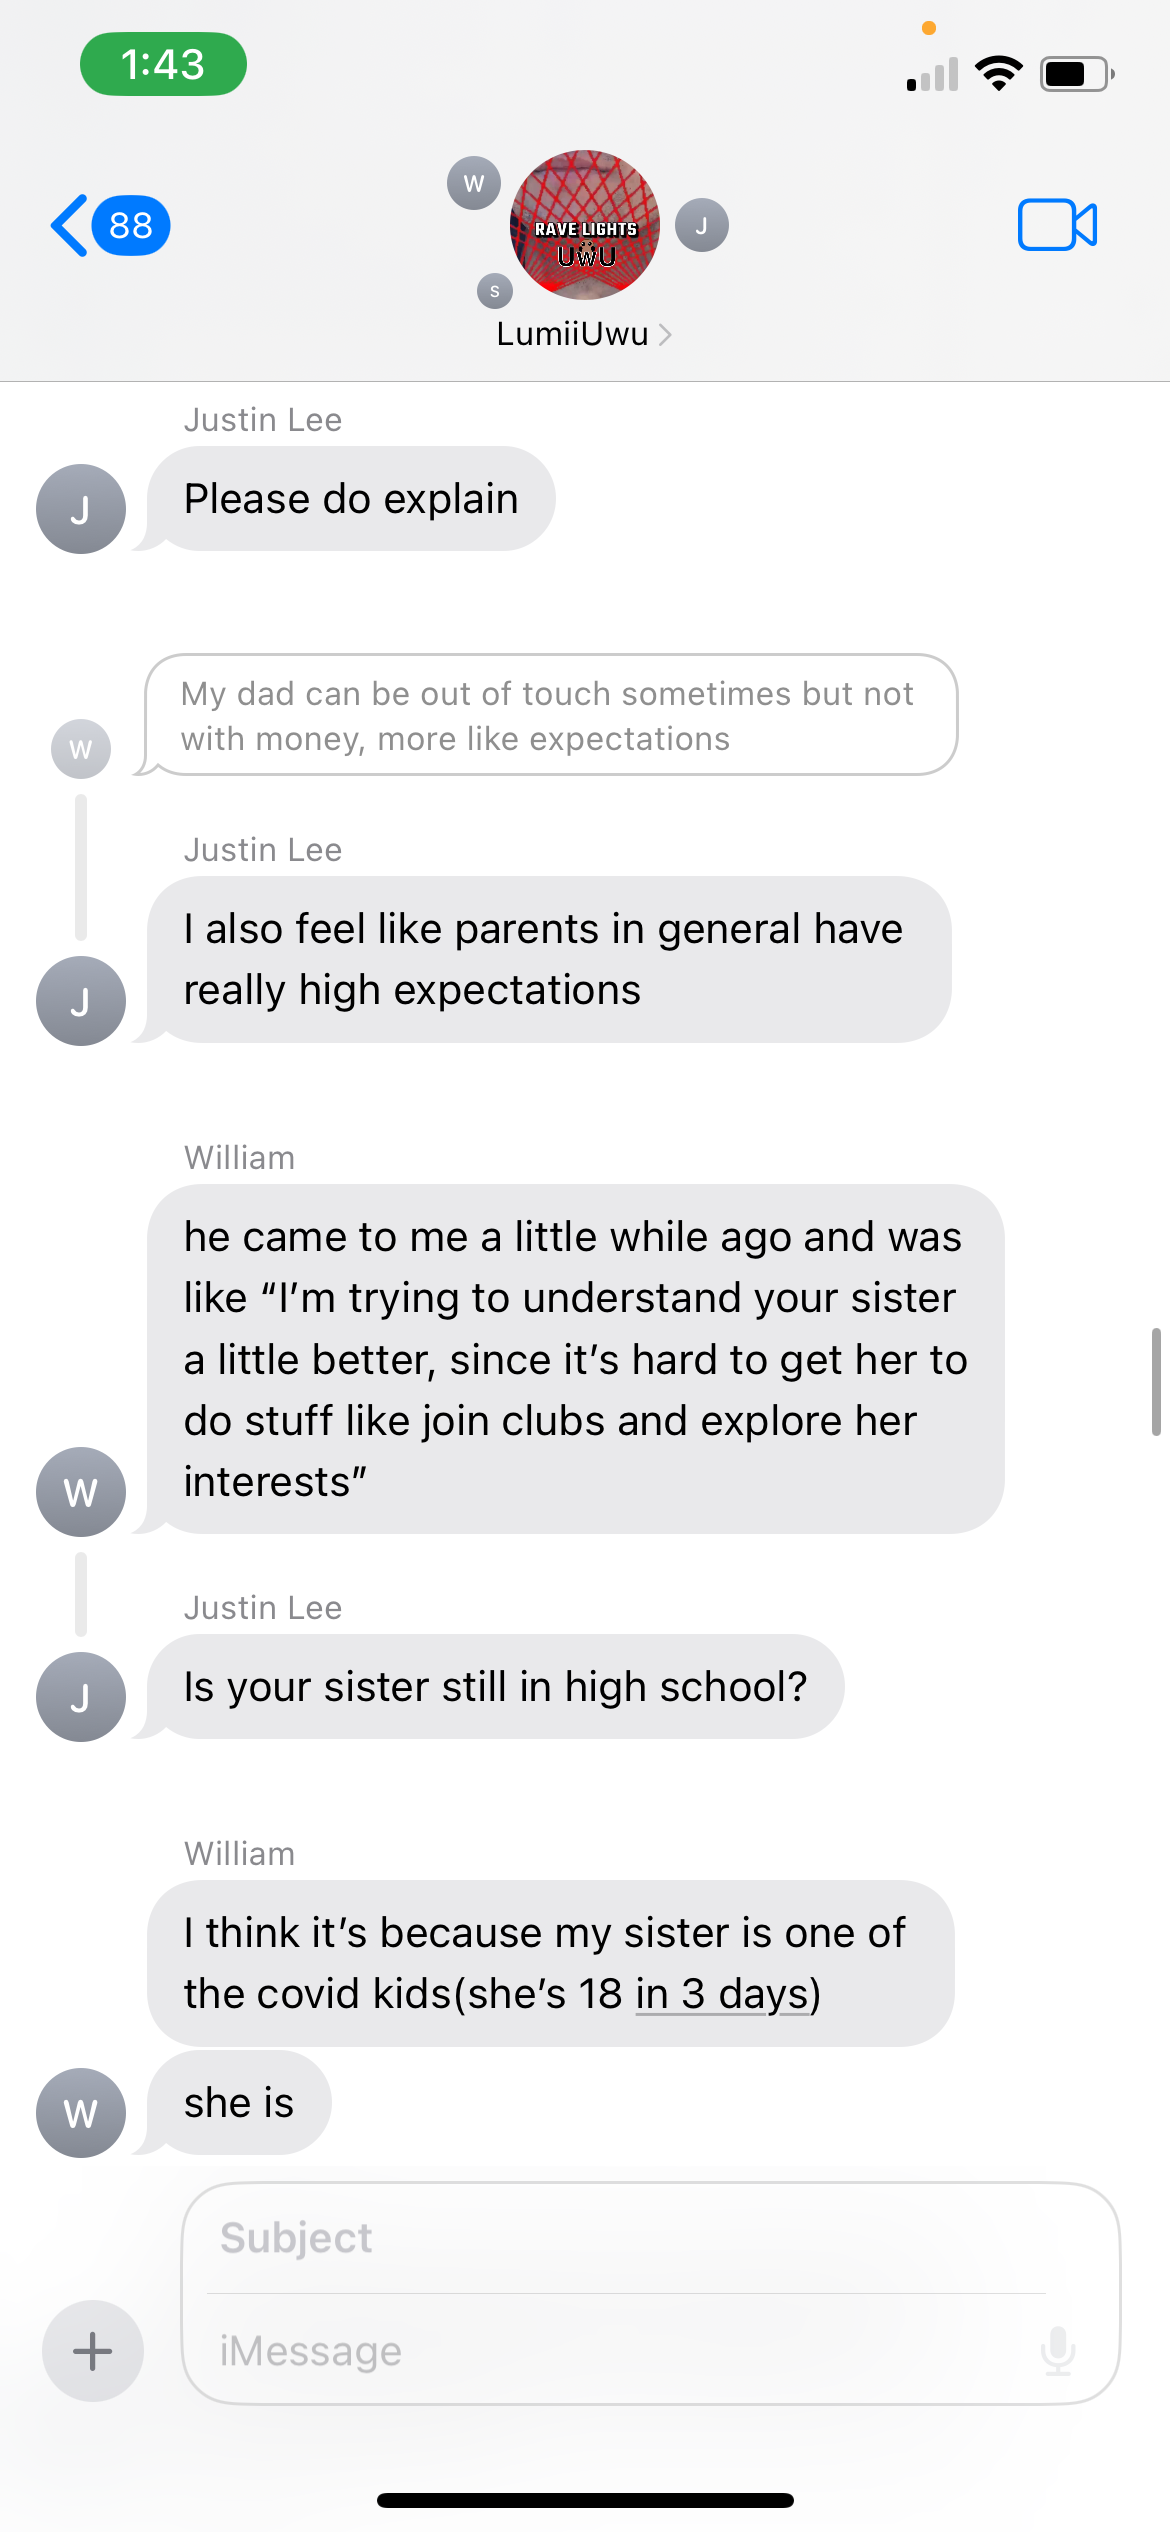 1:43
88
W
RAVE LIGHTS
UWU
J
S
LumiiUwu
Justin Lee
J
Please do explain
My dad can be out of touch sometimes but not
with money, more like expectations
W
Justin Lee
I also feel like parents in general have
really high expectations
J
William
he came to me a little while ago and was
like “I’m trying to understand your sister
a little better, since it’s hard to get her to
do stuff like join clubs and explore her
interests”
W
Justin Lee
Is your sister still in high school?
J
William
I think it’s because my sister is one of
the covid kids(she’s 18 in 3 days)
she is
W
Subject
iMessage